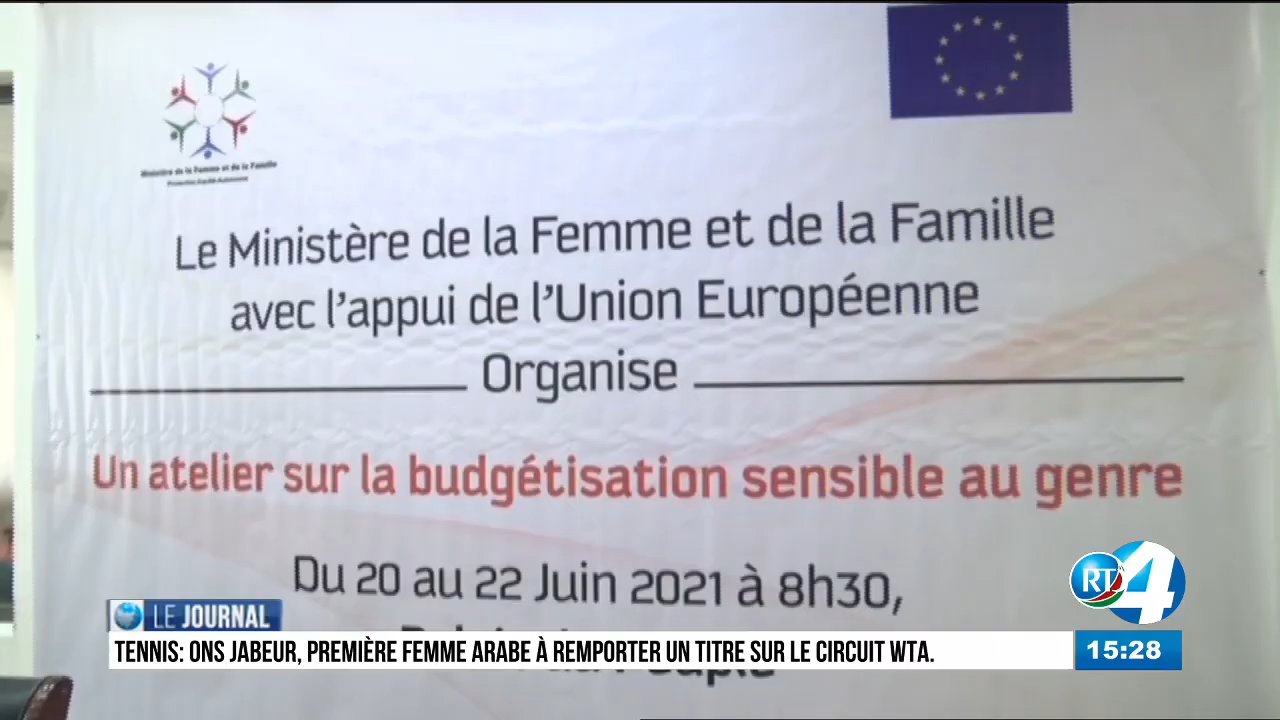 Ministère de la Femme et de la Famille
Le Ministère de la Femme et de la Famille
avec l'appui de l'Union Européenne
Organise
Un atelier sur la budgétisation sensible au genre
Du 20 au 22 Juin 2021 à 8h30,
RT 4
LE JOURNAL
TENNIS: ONS JABEUR, PREMIÈRE FEMME ARABE À REMPORTER UN TITRE SUR LE CIRCUIT WTA.
15:28